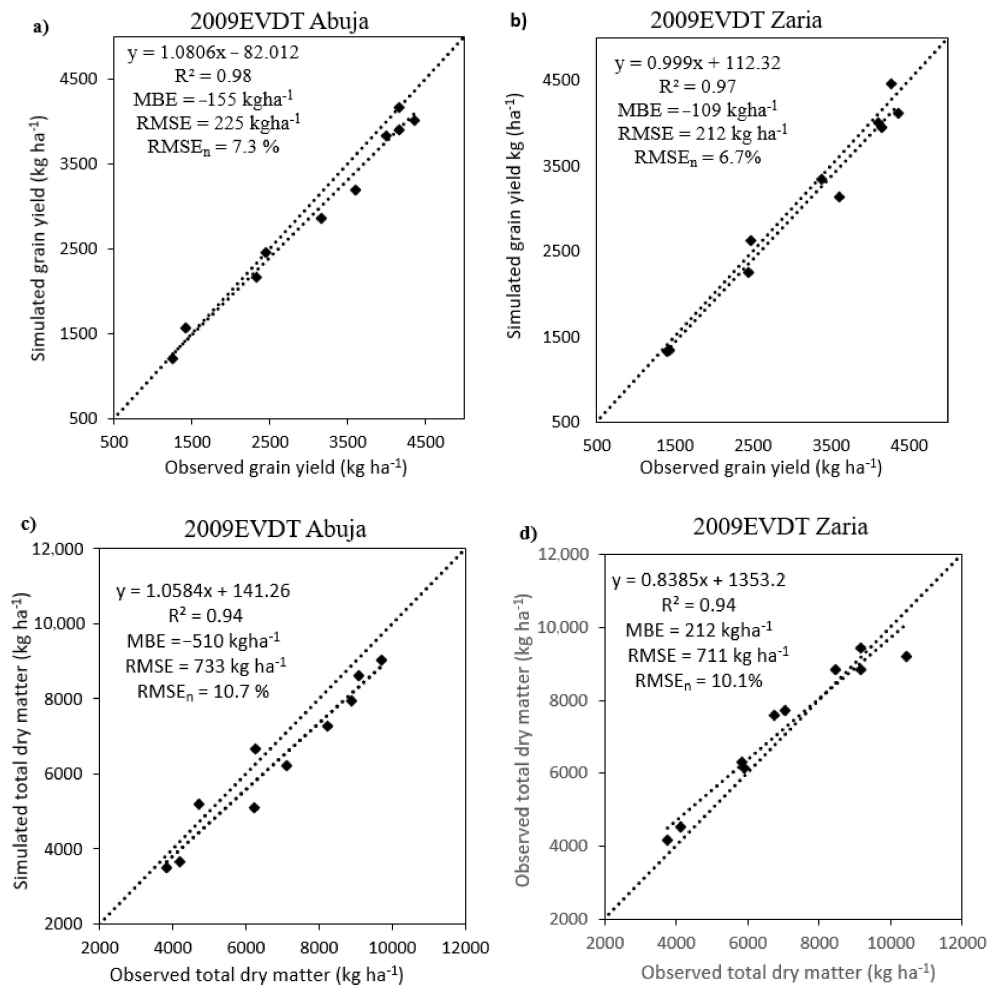 a)
2009EVDT Abuja
y = 1.0806x – 82.012
R² = 0.98
MBE = –155 kgha-1
RMSE = 225 kgha-1
RMSEn = 7.3 %
Simulated grain yield (kg ha-1)
4500
3500
2500
1500
500
500 1500 2500 3500 4500
Observed grain yield (kg ha-1)
b)
2009EVDT Zaria
y = 0.999x + 112.32
R² = 0.97
MBE = –109 kgha-1
RMSE = 212 kg ha-1
RMSEn = 6.7%
Simulated grain yield kg (ha-1)
4500
3500
2500
1500
500
500 1500 2500 3500 4500
Observed grain yield (kg ha-1)
c)
2009EVDT Abuja
y = 1.0584x + 141.26
R² = 0.94
MBE =–510 kgha-1
RMSE = 733 kg ha-1
RMSEn = 10.7 %
Simulated total dry matter (kg ha-1)
12,000
10,000
8000
6000
4000
2000
2000 4000 6000 8000 10000 12000
Observed total dry matter (kg ha-1)
d)
2009EVDT Zaria
y = 0.8385x + 1353.2
R² = 0.94
MBE = 212 kgha-1
RMSE = 711 kg ha-1
RMSEn = 10.1%
Observed total dry matter (kg ha-1)
12,000
10,000
8000
6000
4000
2000
2000 4000 6000 8000 10000 12000
Observed total dry matter (kg ha-1)